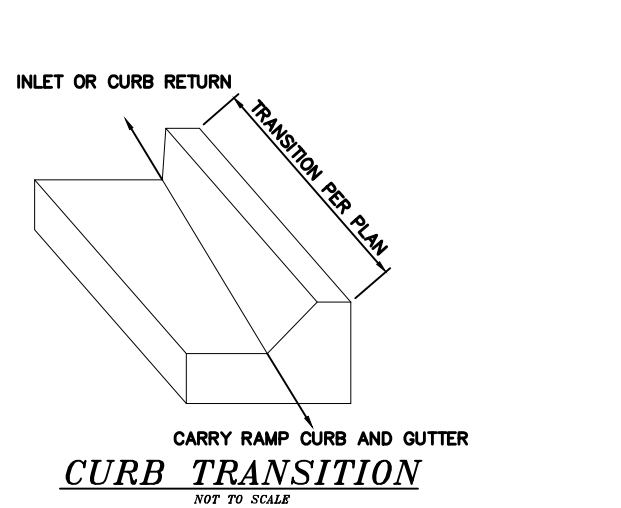 INLET OR CURB RETURN
TRANSITION PER PLAN
CARRY RAMP CURB AND GUTTER
CURB TRANSITION
NOT TO SCALE